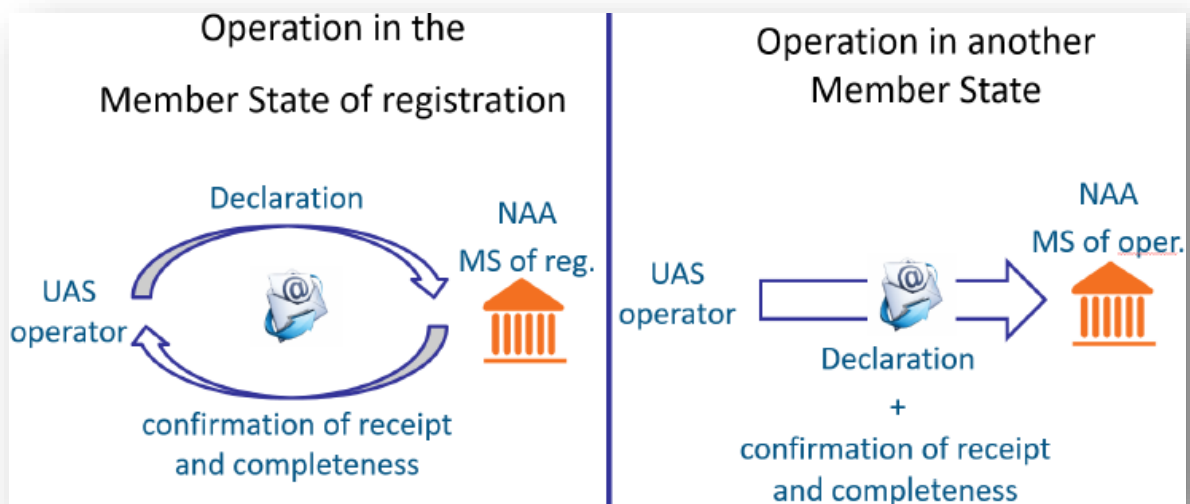 Operation in the
Member State of registration
Declaration
NAA
MS of reg.
UAS
operator
@
confirmation of receipt
and completeness
Operation in another
Member State
NAA
MS of oper.
UAS
operator
@
Declaration
+
confirmation of receipt
and completeness